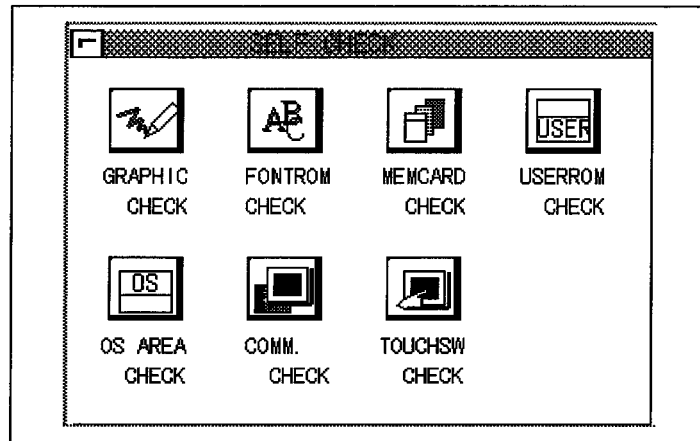 SELF CHECK
ABC
USER
GRAPHIC FONTROM MEMCARD USERROM
CHECK CHECK CHECK CHECK
OS
OS AREA COMM. TOUCHSW
CHECK CHECK CHECK